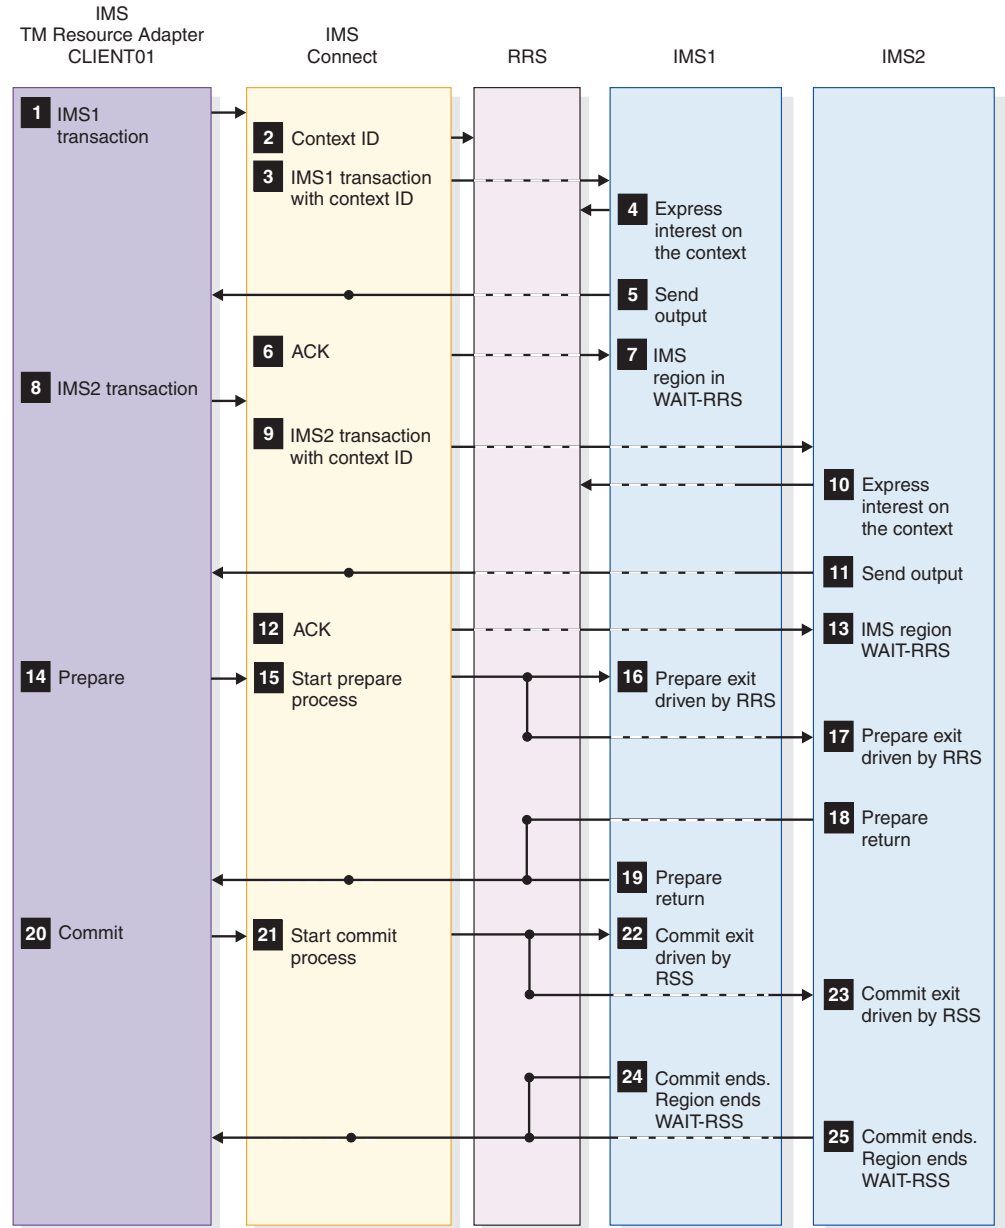 IMS
TM Resource Adapter
CLIENT01
IMS
Connect
RRS
IMS1
IMS2
1 IMS1
transaction
2 Context ID
3 IMS1 transaction
with context ID
4 Express
interest on
the context
5 Send
output
6 ACK
7 IMS
region in
WAIT-RRS
8 IMS2 transaction
9 IMS2 transaction
with context ID
10 Express
interest on
the context
11 Send output
12 ACK
13 IMS region
WAIT-RRS
14 Prepare
15 Start prepare
process
16 Prepare exit
driven by RRS
17 Prepare exit
driven by RRS
18 Prepare
return
19 Prepare
return
20 Commit
21 Start commit
process
22 Commit exit
driven by
RSS
23 Commit exit
driven by RSS
24 Commit ends.
Region ends
WAIT-RSS
25 Commit ends.
Region ends
WAIT-RSS